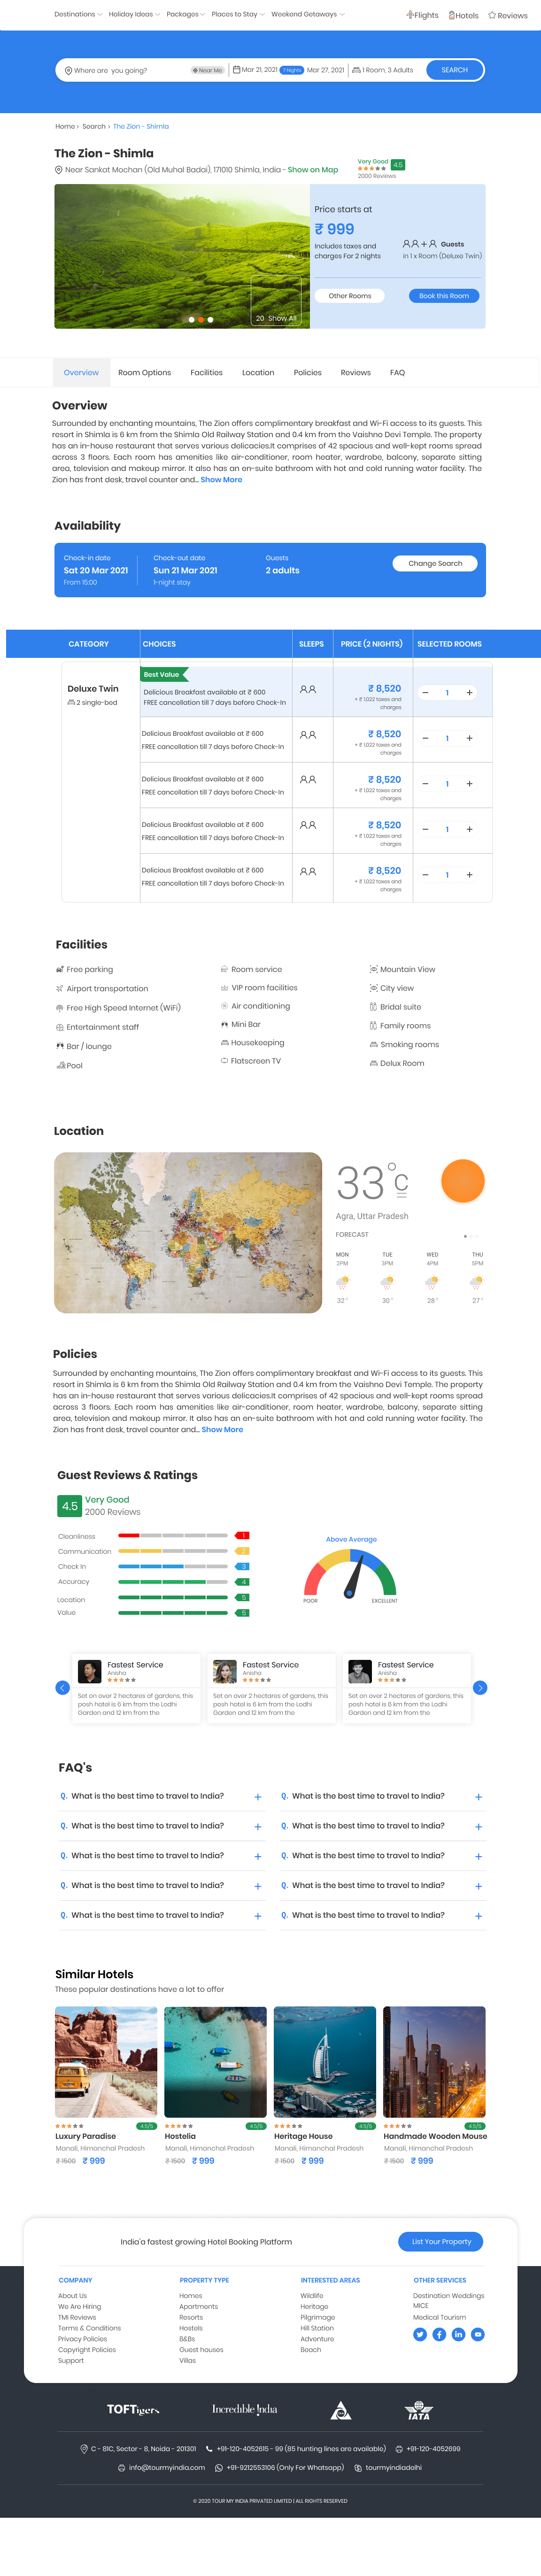 Destinations Holiday Ideas Packages Places to Stay Weekend Getaways Flights Hotels Reviews
Where are you going? Near Me Mar 21, 2021 7 Nights Mar 27, 2021 1 Room, 3 Adults SEARCH
Home › Search › The Zion - Shimla
The Zion - Shimla
Near Sankat Mochan (Old Muhal Badai), 171010 Shimla, India - Show on Map
Very Good 4.5
2000 Reviews
Price starts at
₹ 999
Includes taxes and
charges For 2 nights
+ Guests
in 1 x Room (Deluxe Twin)
Other Rooms Book this Room
20 Show All
Overview Room Options Facilities Location Policies Reviews FAQ
Overview
Surrounded by enchanting mountains, The Zion offers complimentary breakfast and Wi-Fi access to its guests. This
resort in Shimla is 6 km from the Shimla Old Railway Station and 0.4 km from the Vaishno Devi Temple. The property
has an in-house restaurant that serves various delicacies.It comprises of 42 spacious and well-kept rooms spread
across 3 floors. Each room has amenities like air-conditioner, room heater, wardrobe, balcony, separate sitting
area, television and makeup mirror. It also has an en-suite bathroom with hot and cold running water facility. The
Zion has front desk, travel counter and... Show More
Availability
Check-in date Check-out date Guests
Sat 20 Mar 2021 Sun 21 Mar 2021 2 adults
From 15:00 1-night stay
Change Search
CATEGORY CHOICES SLEEPS PRICE (2 NIGHTS) SELECTED ROOMS
Best Value
Deluxe Twin
2 single-bed
Delicious Breakfast available at ₹ 600
FREE cancellation till 7 days before Check-In
₹ 8,520
+ ₹ 1,022 taxes and
charges
− 1 +
Delicious Breakfast available at ₹ 600
FREE cancellation till 7 days before Check-In
₹ 8,520
+ ₹ 1,022 taxes and
charges
− 1 +
Delicious Breakfast available at ₹ 600
FREE cancellation till 7 days before Check-In
₹ 8,520
+ ₹ 1,022 taxes and
charges
− 1 +
Delicious Breakfast available at ₹ 600
FREE cancellation till 7 days before Check-In
₹ 8,520
+ ₹ 1,022 taxes and
charges
− 1 +
Delicious Breakfast available at ₹ 600
FREE cancellation till 7 days before Check-In
₹ 8,520
+ ₹ 1,022 taxes and
charges
− 1 +
Facilities
Free parking
Airport transportation
Free High Speed Internet (WiFi)
Entertainment staff
Bar / lounge
Pool
Room service
VIP room facilities
Air conditioning
Mini Bar
Housekeeping
Flatscreen TV
Mountain View
City view
Bridal suite
Family rooms
Smoking rooms
Delux Room
Location
33°C
Agra, Uttar Pradesh
FORECAST
MON TUE WED THU
2PM 3PM 4PM 5PM
32° 30° 28° 27°
Policies
Surrounded by enchanting mountains, The Zion offers complimentary breakfast and Wi-Fi access to its guests. This
resort in Shimla is 6 km from the Shimla Old Railway Station and 0.4 km from the Vaishno Devi Temple. The property
has an in-house restaurant that serves various delicacies.It comprises of 42 spacious and well-kept rooms spread
across 3 floors. Each room has amenities like air-conditioner, room heater, wardrobe, balcony, separate sitting
area, television and makeup mirror. It also has an en-suite bathroom with hot and cold running water facility. The
Zion has front desk, travel counter and... Show More
Guest Reviews & Ratings
4.5 Very Good
2000 Reviews
Cleanliness 1
Communication 2
Check In 3
Accuracy 4
Location 5
Value 5
Above Average
POOR EXCELLENT
Fastest Service
Anisha
Set on over 2 hectares of gardens, this
posh hotel is 6 km from the Lodhi
Garden and 12 km from the
Fastest Service
Anisha
Set on over 2 hectares of gardens, this
posh hotel is 6 km from the Lodhi
Garden and 12 km from the
Fastest Service
Anisha
Set on over 2 hectares of gardens, this
posh hotel is 6 km from the Lodhi
Garden and 12 km from the
FAQ's
Q. What is the best time to travel to India? + Q. What is the best time to travel to India? +
Q. What is the best time to travel to India? + Q. What is the best time to travel to India? +
Q. What is the best time to travel to India? + Q. What is the best time to travel to India? +
Q. What is the best time to travel to India? + Q. What is the best time to travel to India? +
Q. What is the best time to travel to India? + Q. What is the best time to travel to India? +
Similar Hotels
These popular destinations have a lot to offer
4.5/5 4.5/5 4.5/5 4.5/5
Luxury Paradise Hostelia Heritage House Handmade Wooden Mouse
Manali, Himanchal Pradesh Manali, Himanchal Pradesh Manali, Himanchal Pradesh Manali, Himanchal Pradesh
₹ 1500 ₹ 999 ₹ 1500 ₹ 999 ₹ 1500 ₹ 999 ₹ 1500 ₹ 999
India'a fastest growing Hotel Booking Platform List Your Property
COMPANY
About Us
We Are Hiring
TMI Reviews
Terms & Conditions
Privacy Policies
Copyright Policies
Support
PROPERTY TYPE
Homes
Apartments
Resorts
Hostels
B&Bs
Guest houses
Villas
INTERESTED AREAS
Wildlife
Heritage
Pilgrimage
Hill Station
Adventure
Beach
OTHER SERVICES
Destination Weddings
MICE
Medical Tourism
TOFTigers Incredible !ndia IATA
C - 81C, Sector - 8, Noida - 201301 +91-120-4052615 - 99 (85 hunting lines are available) +91-120-4052699
info@tourmyindia.com +91-9212553106 (Only For Whatsapp) tourmyindiadelhi
© 2020 TOUR MY INDIA PRIVATED LIMITED | ALL RIGHTS RESERVED